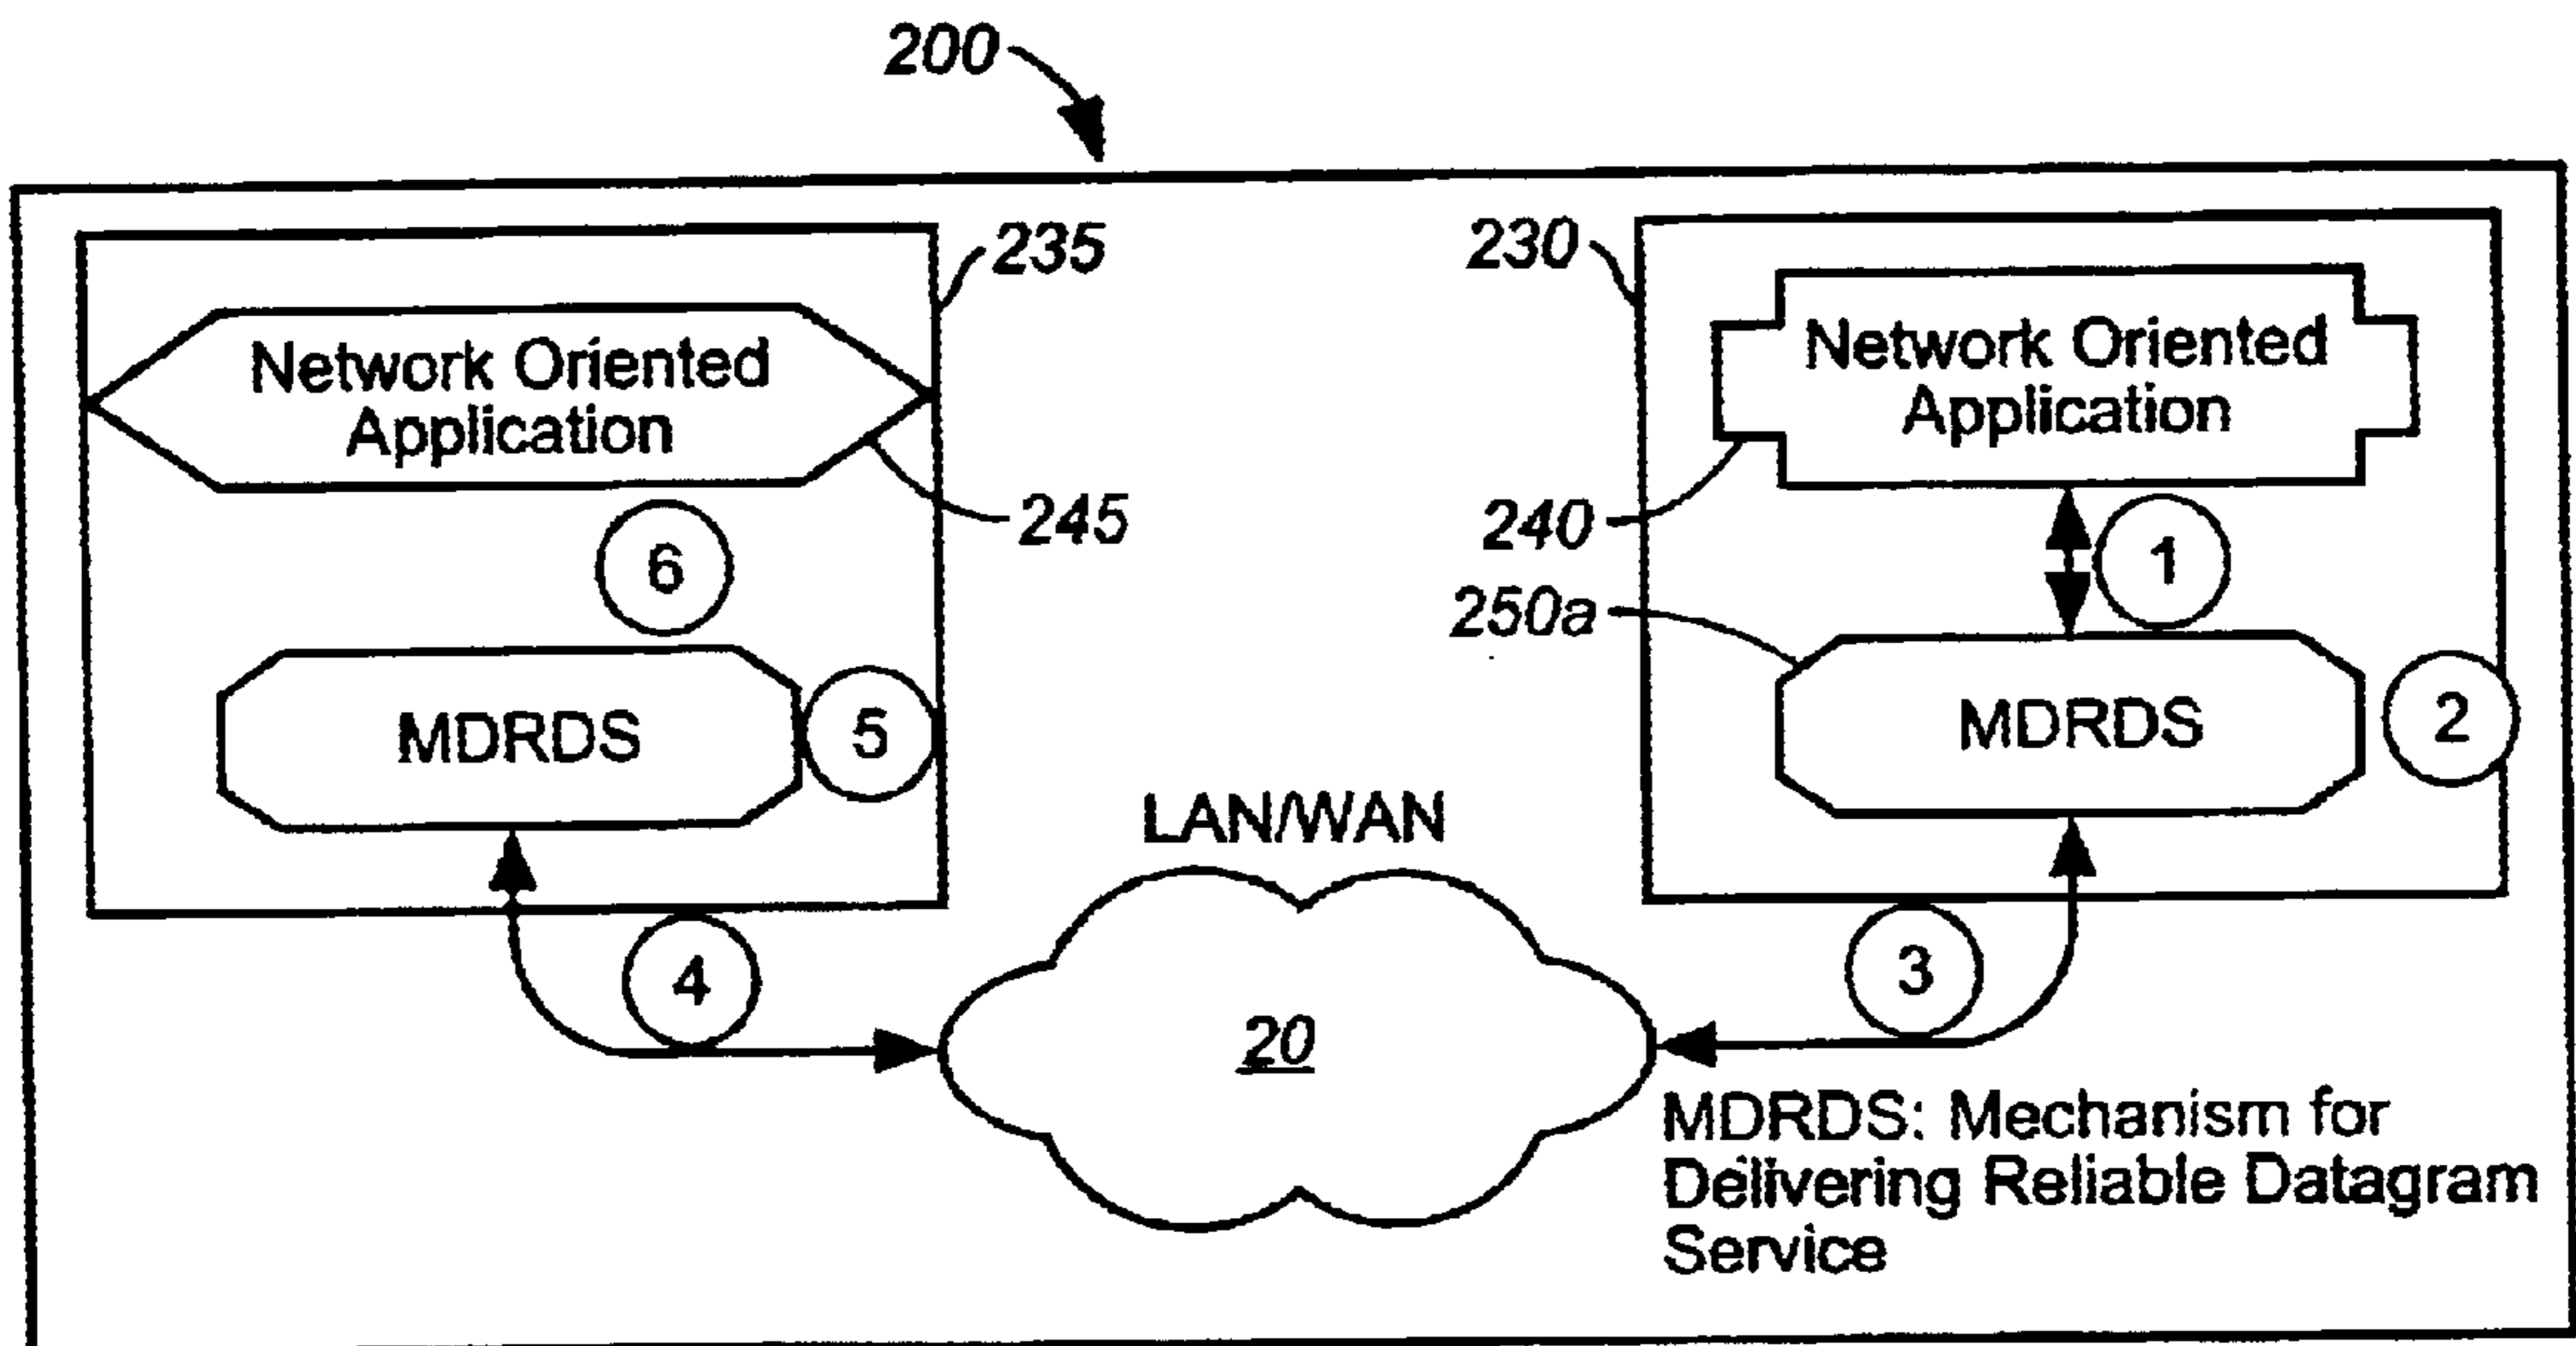 200
235
230
Network Oriented
Application
Network Oriented
Application
245
240
6
1
250a
MDRDS
5
MDRDS
2
LAN/WAN
4
3
20
MDRDS: Mechanism for
Delivering Reliable Datagram
Service